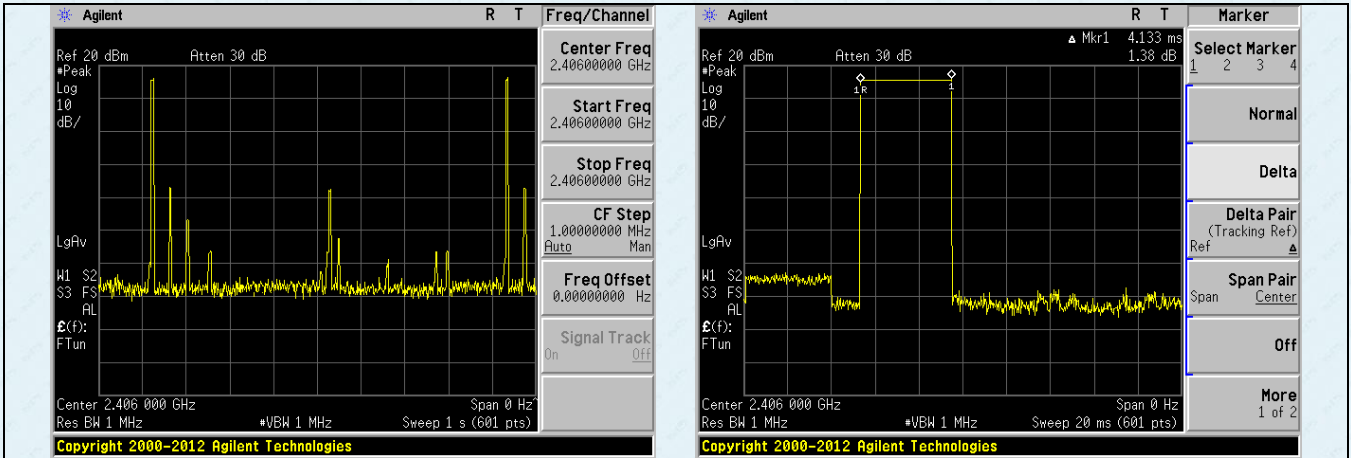 Agilent R T Freq/Channel
Ref 20 dBm Atten 30 dB
#Peak
Log
10
dB/
LgAv
W1 S2
S3 FS
AL
£(f):
FTun
Center 2.406 000 GHz Span 0 Hz^
Res BW 1 MHz #VBW 1 MHz Sweep 1 s (601 pts)
Copyright 2000-2012 Agilent Technologies
Center Freq
2.40600000 GHz
Start Freq
2.40600000 GHz
Stop Freq
2.40600000 GHz
CF Step
1.00000000 MHz
Auto Man
Freq Offset
0.00000000 Hz
Signal Track
On Off
Agilent R T Marker
Δ Mkr1 4.133 ms
Ref 20 dBm Atten 30 dB 1.38 dB
#Peak
Log
10
dB/
1R
1
LgAv
W1 S2
S3 FS
AL
£(f):
FTun
Center 2.406 000 GHz Span 0 Hz
Res BW 1 MHz #VBW 1 MHz Sweep 20 ms (601 pts)
Copyright 2000-2012 Agilent Technologies
Select Marker
1 2 3 4
Normal
Delta
Delta Pair
(Tracking Ref)
Ref Δ
Span Pair
Span Center
Off
More
1 of 2